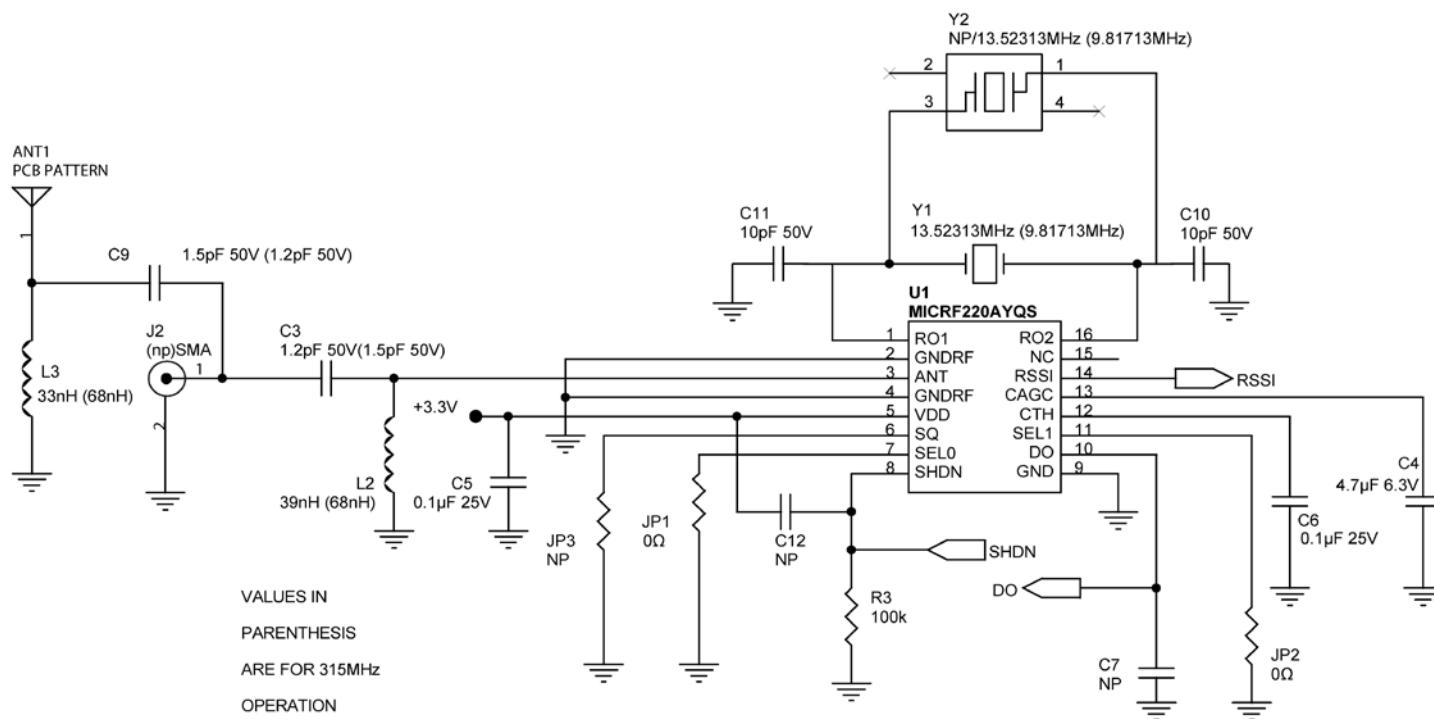 Y2
NP/13.52313MHz (9.81713MHz)
2
1
3
4
ANT1
PCB PATTERN
1
C9
1.5pF 50V (1.2pF 50V)
C11
10pF 50V
Y1
13.52313MHz (9.81713MHz)
C10
10pF 50V
J2
(np)SMA
1
2
C3
1.2pF 50V(1.5pF 50V)
L3
33nH (68nH)
U1
MICRF220AYQS
1 RO1 RO2 16
2 GNDRF NC 15
3 ANT RSSI 14
4 GNDRF CAGC 13
5 VDD CTH 12
6 SQ SEL1 11
7 SEL0 DO 10
8 SHDN GND 9
RSSI
+3.3V
L2
39nH (68nH)
C5
0.1µF 25V
JP3
NP
JP1
0Ω
C12
NP
SHDN
R3
100k
DO
C7
NP
C6
0.1µF 25V
C4
4.7µF 6.3V
JP2
0Ω
VALUES IN
PARENTHESIS
ARE FOR 315MHz
OPERATION